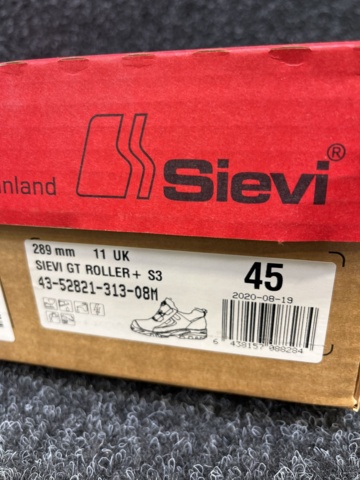 inland
Sievi®
289 mm 11 UK
SIEVI GT ROLLER+ S3
43-52821-313-08M
45
2020-08-19
6 438157 088284